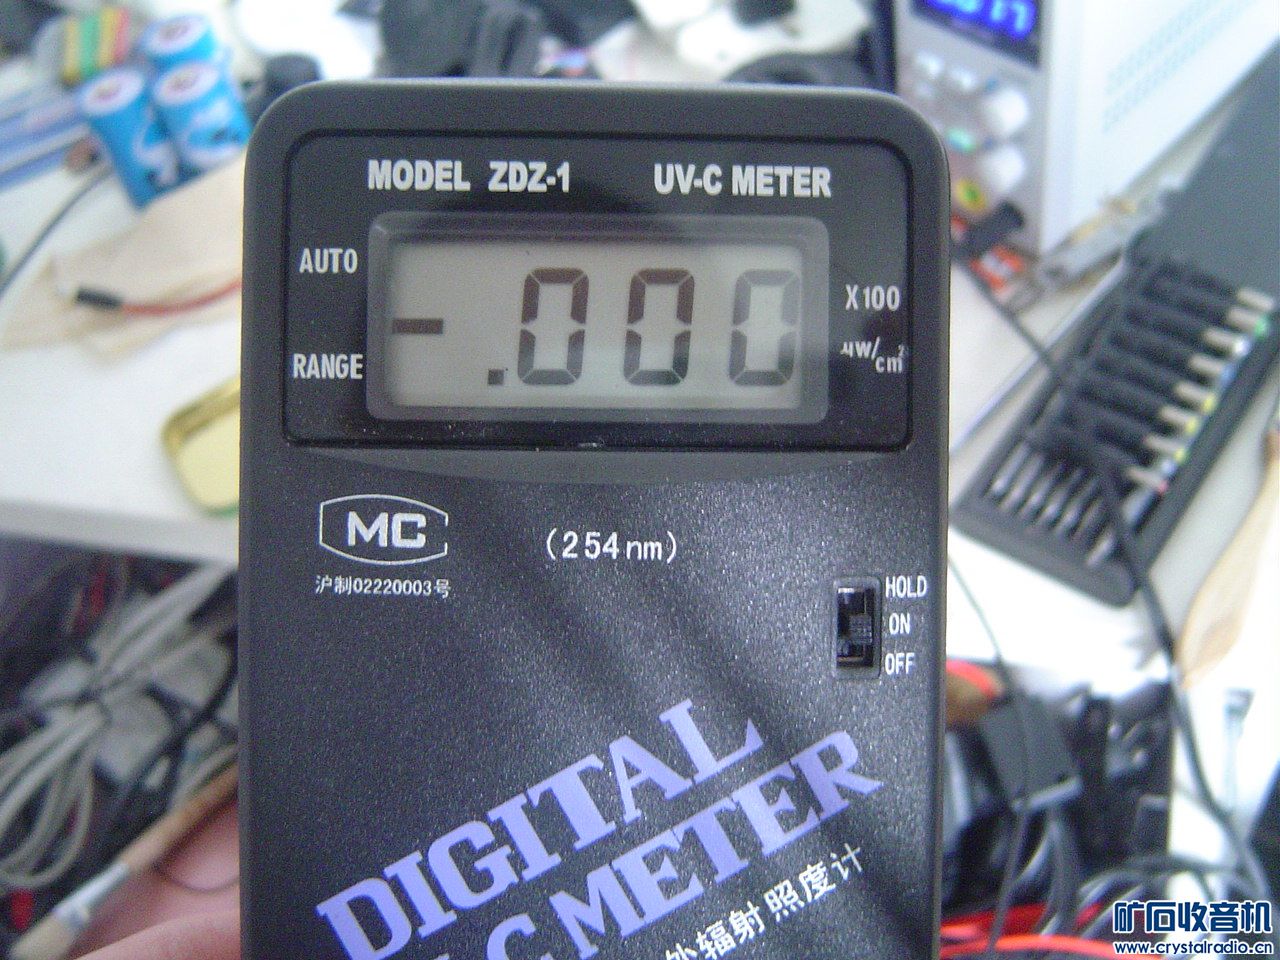 MODEL ZDZ-1 UV-C METER
AUTO
RANGE
- .000
X100
μw/cm²
MC
沪制02220003号
(254nm)
HOLD
ON
OFF
DIGITAL
C METER
外辐射照度计
矿石收音机
www.crystalradio.cn